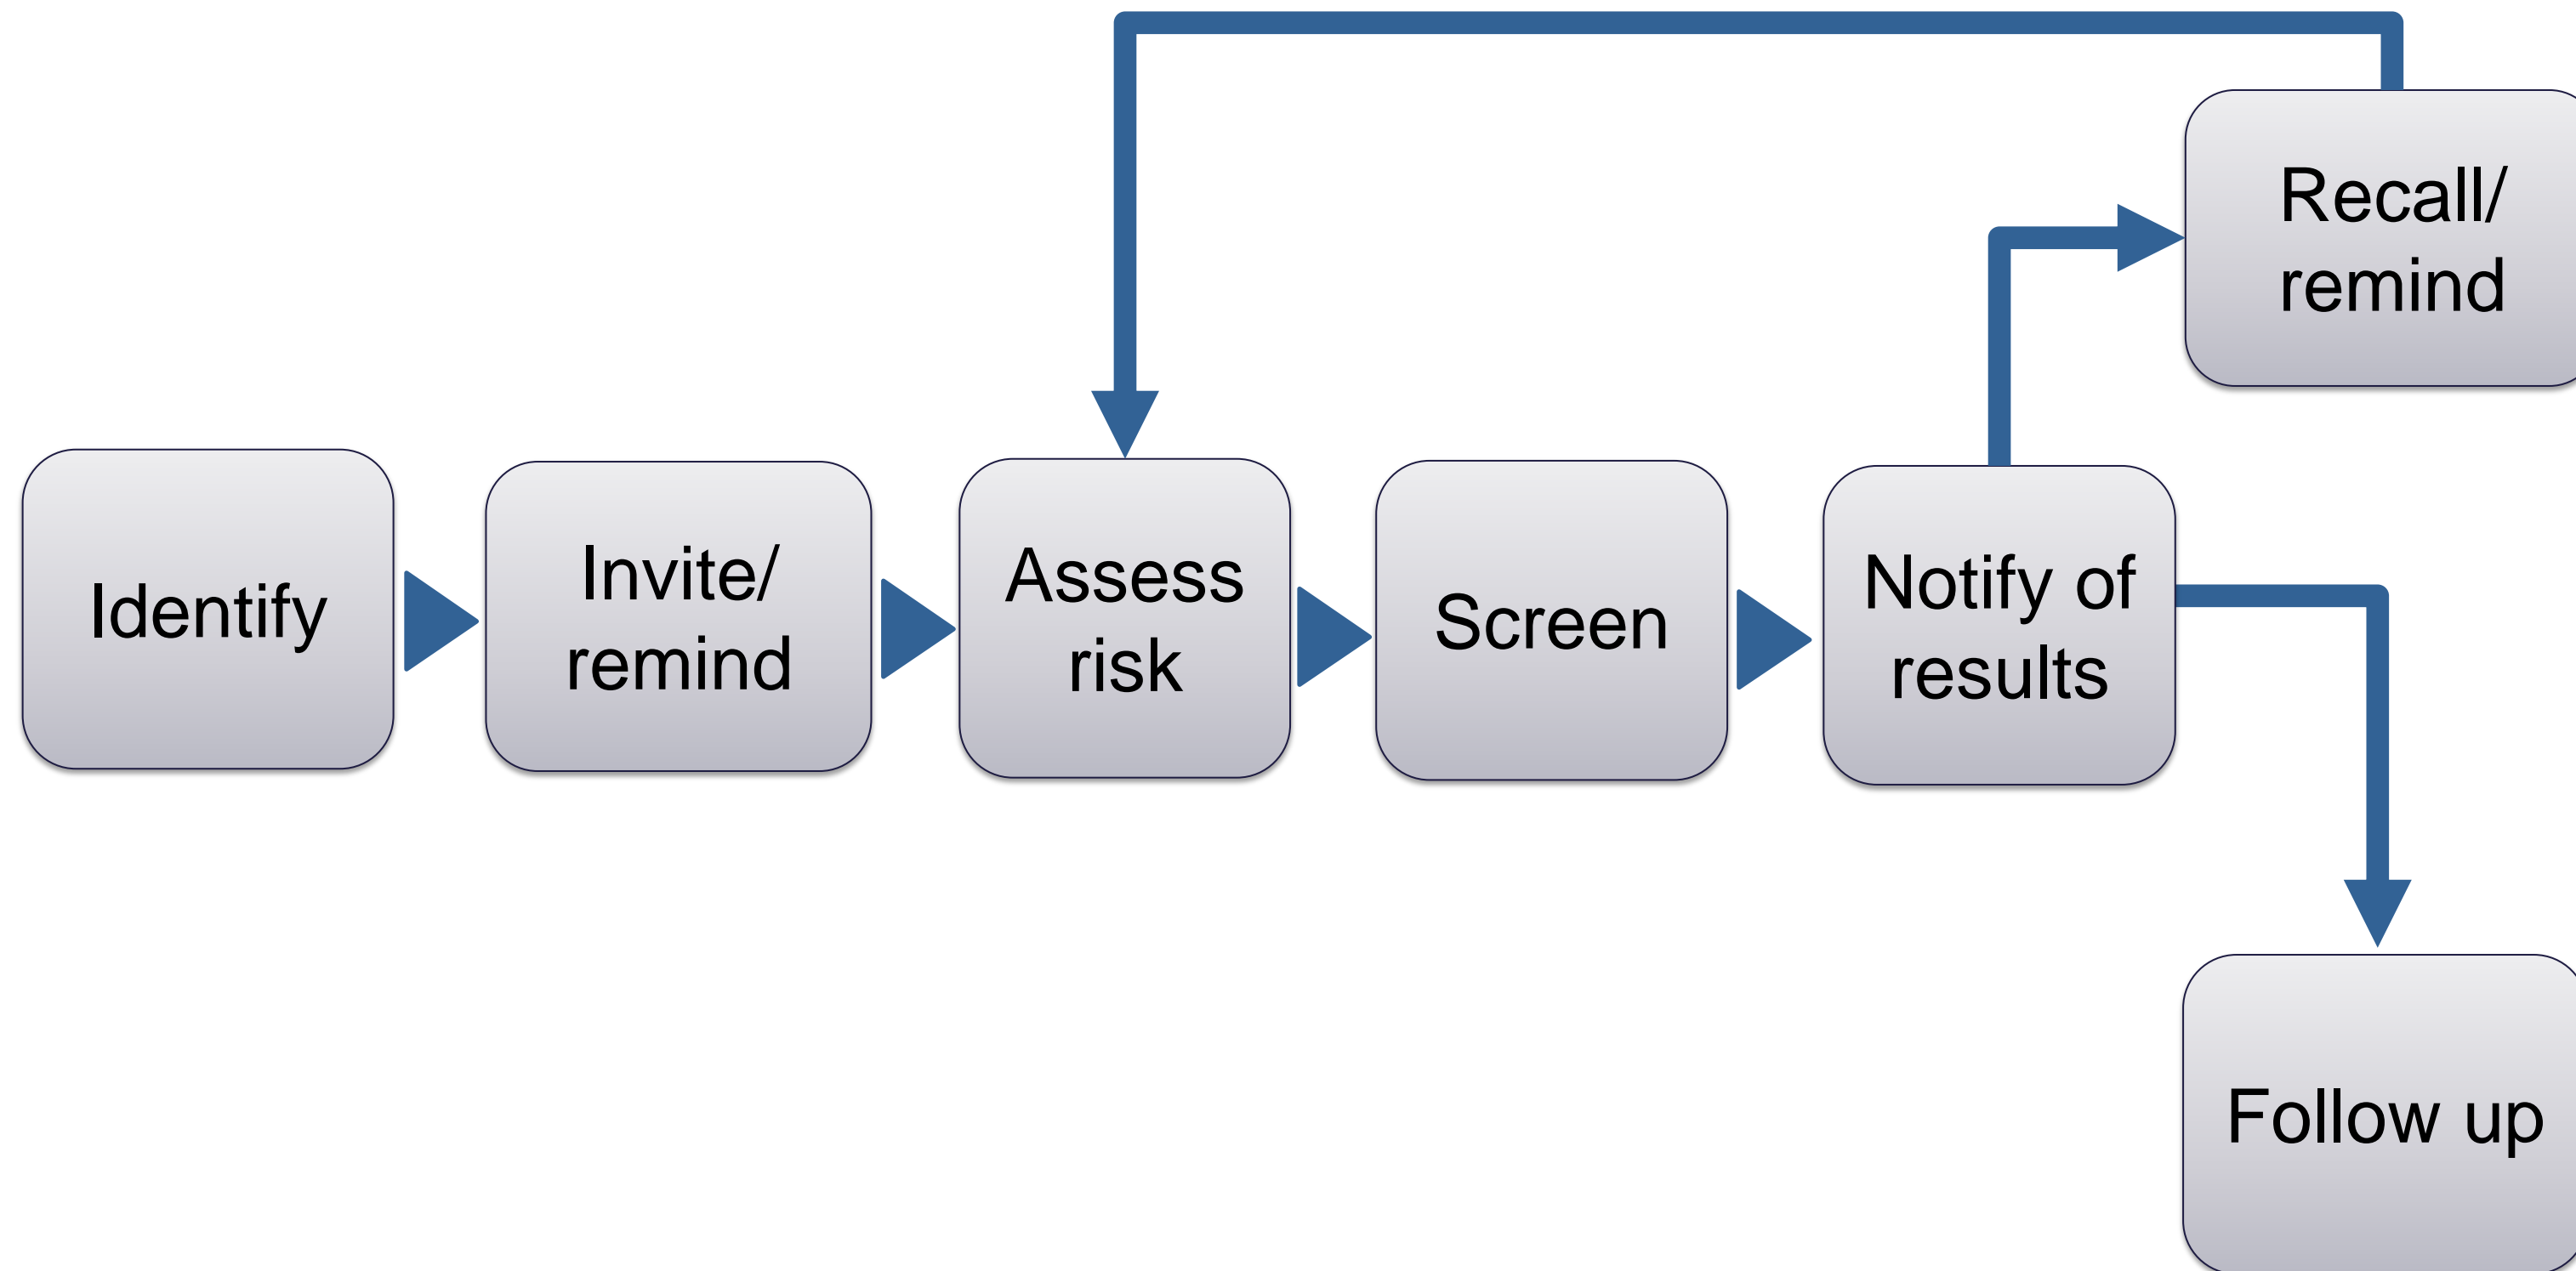 Identify
Invite/
remind
Assess
risk
Screen
Notify of
results
Recall/
remind
Follow up